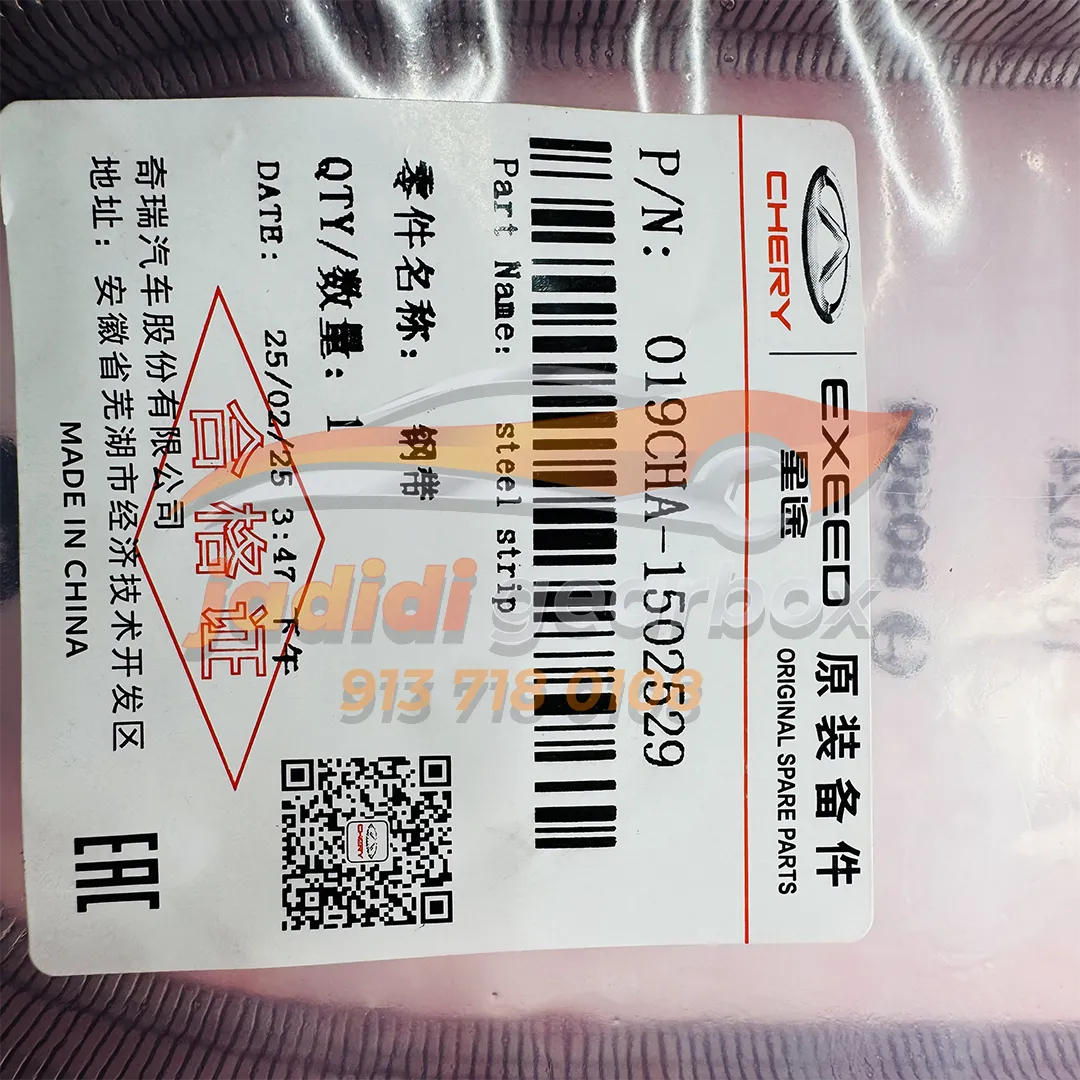 CHERY
EXEED
星途
原装备件
ORIGINAL SPARE PARTS
P/N: 019CHA-1502529
Part Name: steel strip
零件名称: 钢带
QTY/数量: 1
DATE: 25/02/25 3:47 下午
合格证
奇瑞汽车股份有限公司
地址：安徽省芜湖市经济技术开发区
MADE IN CHINA
EAC
jadidi gearbox
913 718 0108